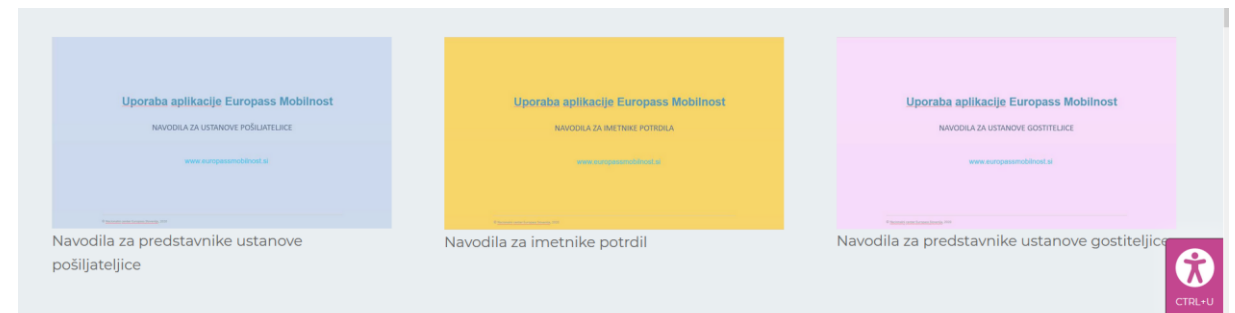 Uporaba aplikacije Europass Mobilnost
NAVODILA ZA USTANOVE POŠILJATELJICE
www.europassmobilnost.si
Navodila za predstavnike ustanove
pošiljateljice
Uporaba aplikacije Europass Mobilnost
NAVODILA ZA IMETNIKE POTRDILA
www.europassmobilnost.si
Navodila za imetnike potrdil
Uporaba aplikacije Europass Mobilnost
NAVODILA ZA USTANOVE GOSTITELJICE
www.europassmobilnost.si
Navodila za predstavnike ustanove gostiteljice
CTRL+U